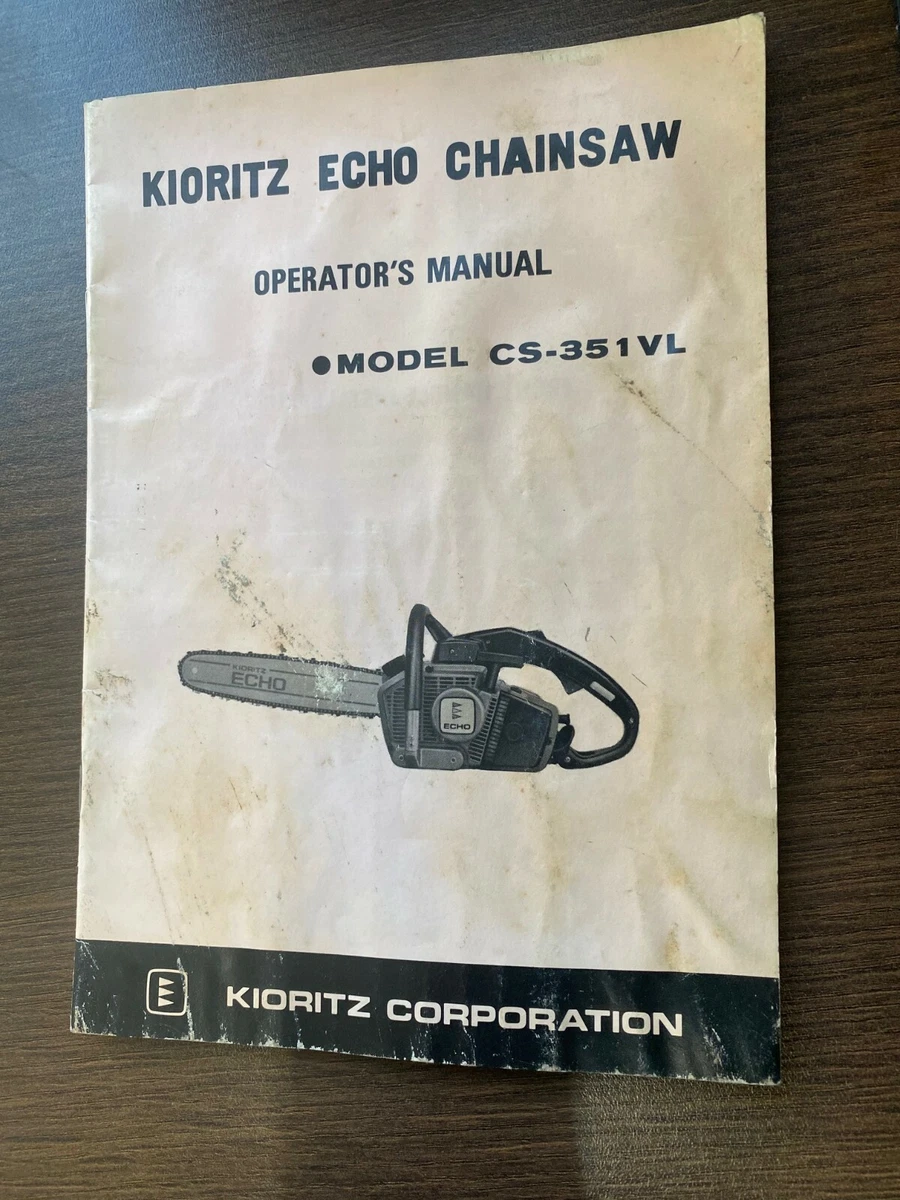 KIORITZ ECHO CHAINSAW
OPERATOR'S MANUAL
●MODEL CS-351VL
KIORITZ
ECHO
ECHO
KIORITZ CORPORATION